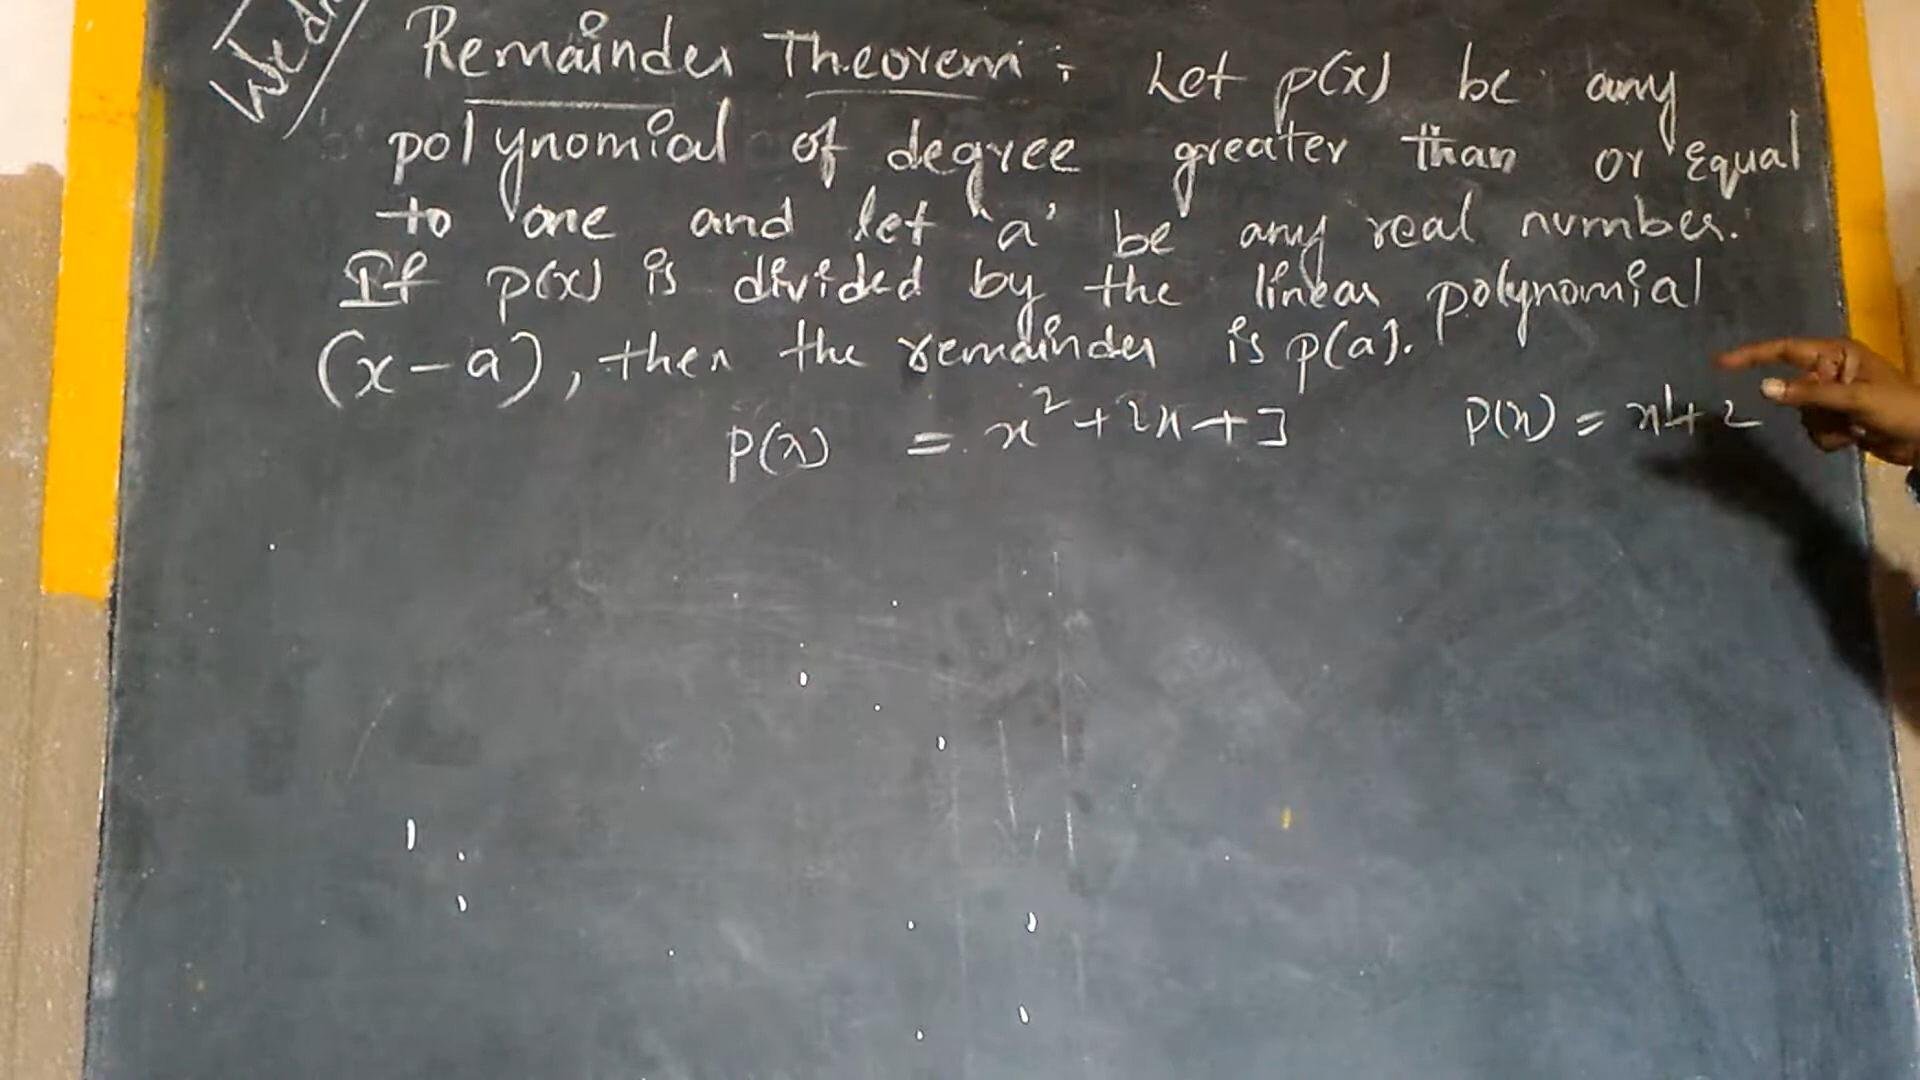 Remainder Theorem : Let p(x) be any
polynomial of degree greater than or equal
to one and let 'a' be any real number.
If p(x) is divided by the linear polynomial
(x-a), then the remainder is p(a).
p(x) = x² + 2x + 3 p(x) = x¹ + 2